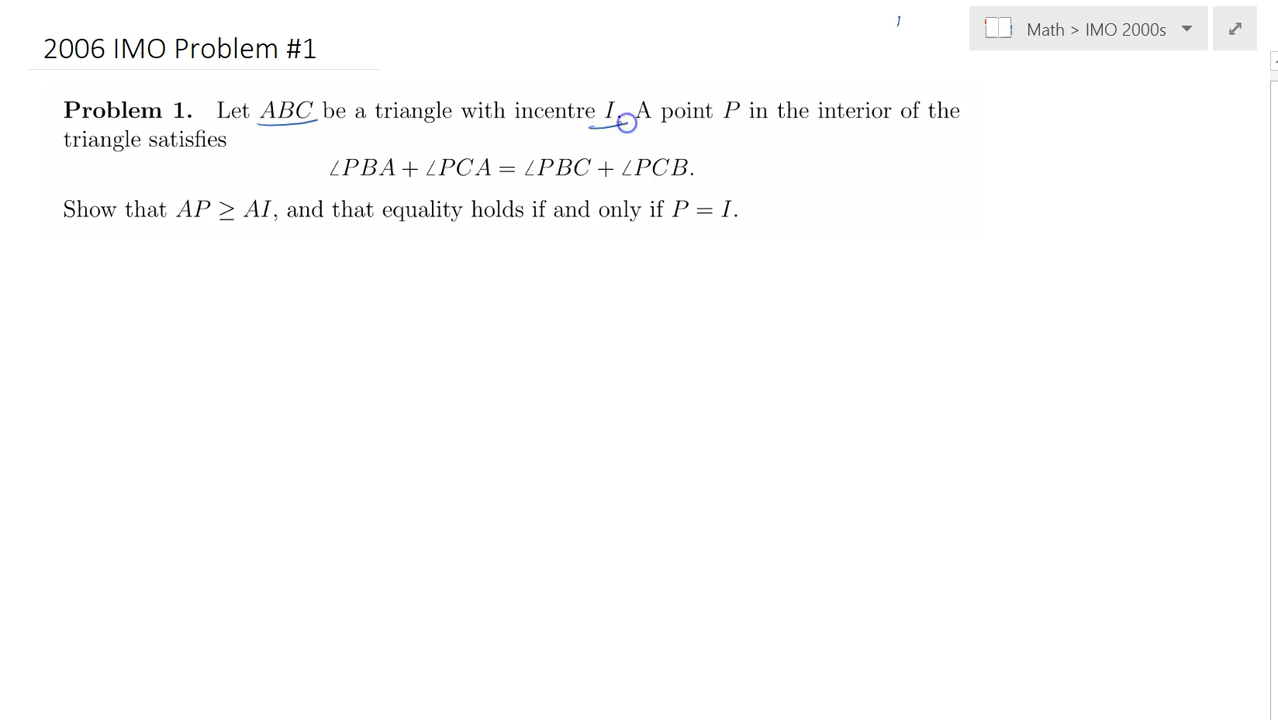 Math > IMO 2000s
2006 IMO Problem #1
Problem 1. Let ABC be a triangle with incentre I. A point P in the interior of the
triangle satisfies
∠PBA + ∠PCA = ∠PBC + ∠PCB.
Show that AP ≥ AI, and that equality holds if and only if P = I.